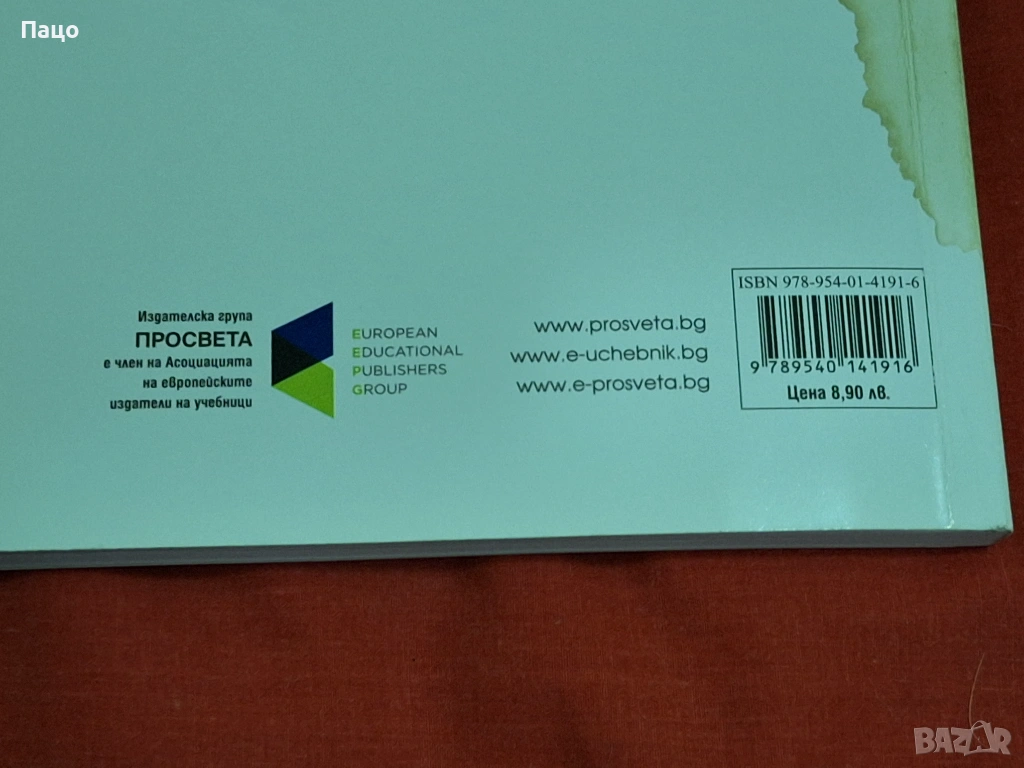 Пацо
Издателска група
ПРОСВЕТА
е член на Асоциацията
на европейските
издатели на учебници
EUROPEAN
EDUCATIONAL
PUBLISHERS
GROUP
www.prosveta.bg
www.e-uchebnik.bg
www.e-prosveta.bg
ISBN 978-954-01-4191-6
9 789540 141916
Цена 8,90 лв.
BAZAR